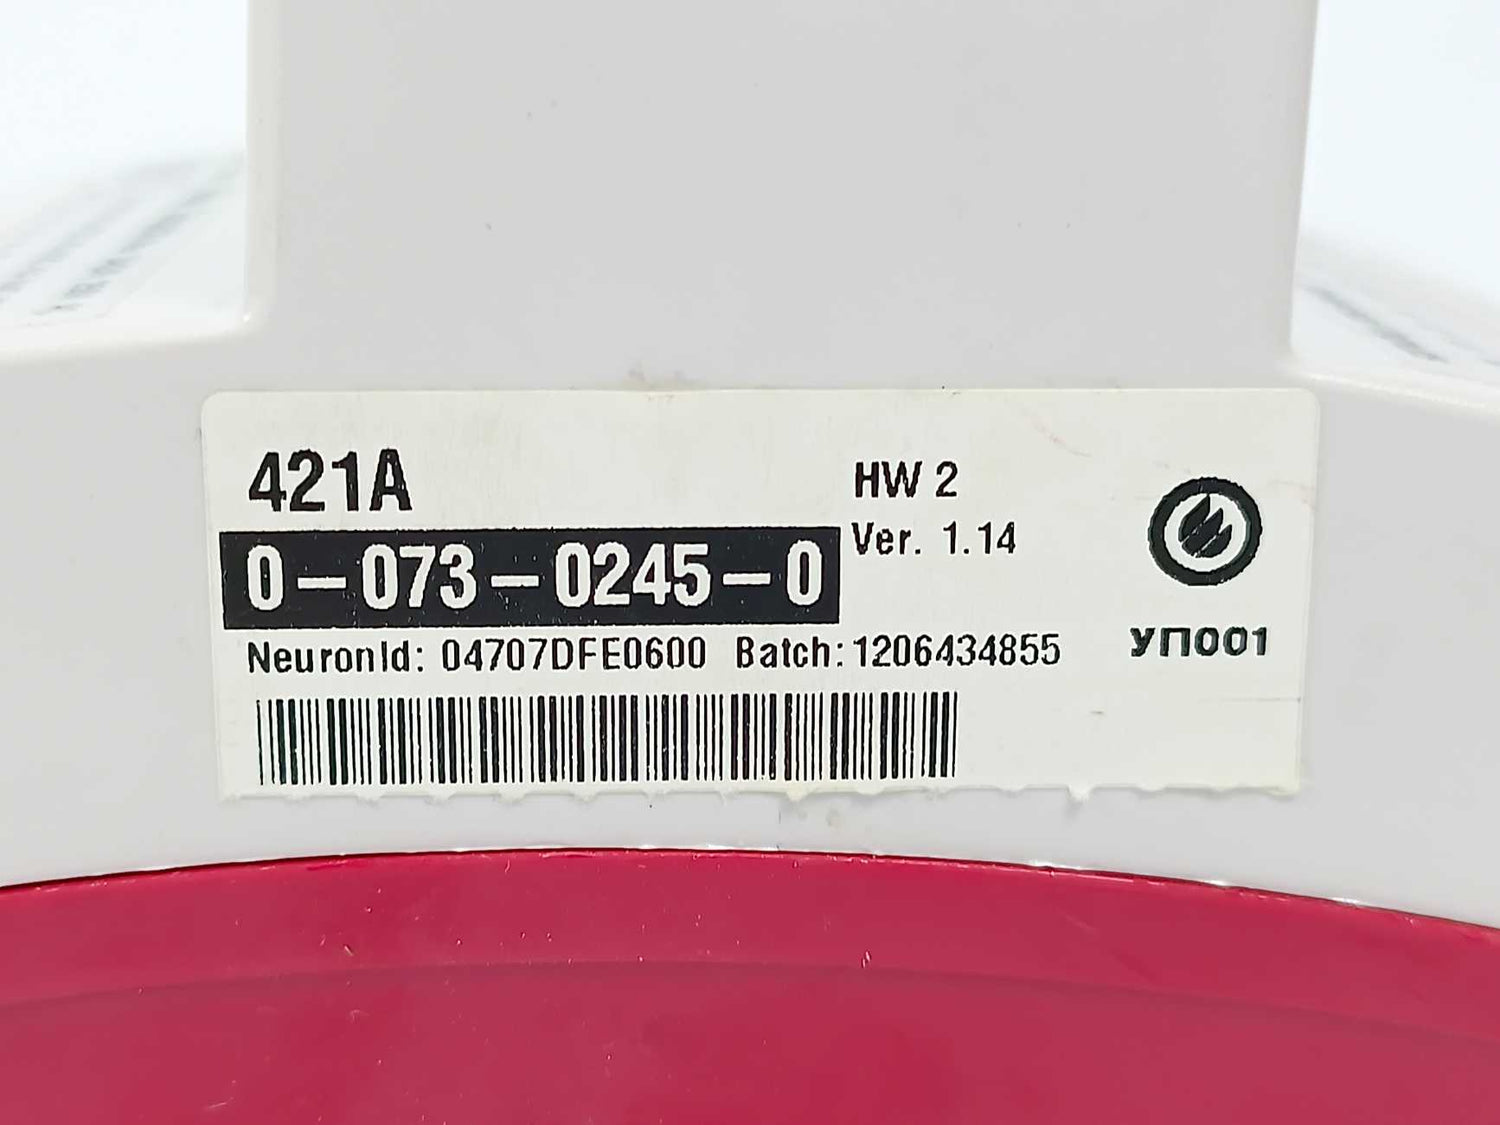 421A
HW 2
0-073-0245-0
Ver. 1.14
NeuronId: 04707DFE0600 Batch:1206434855
УП001